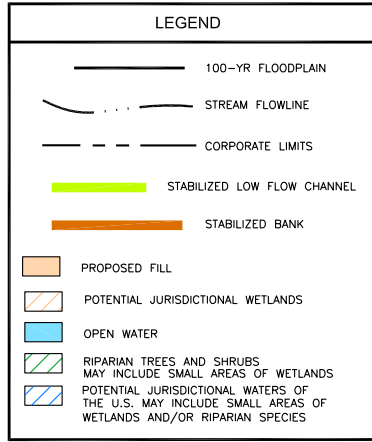 LEGEND
100-YR FLOODPLAIN
STREAM FLOWLINE
CORPORATE LIMITS
STABILIZED LOW FLOW CHANNEL
STABILIZED BANK
PROPOSED FILL
POTENTIAL JURISDICTIONAL WETLANDS
OPEN WATER
RIPARIAN TREES AND SHRUBS
MAY INCLUDE SMALL AREAS OF WETLANDS
POTENTIAL JURISDICTIONAL WATERS OF
THE U.S. MAY INCLUDE SMALL AREAS OF
WETLANDS AND/OR RIPARIAN SPECIES